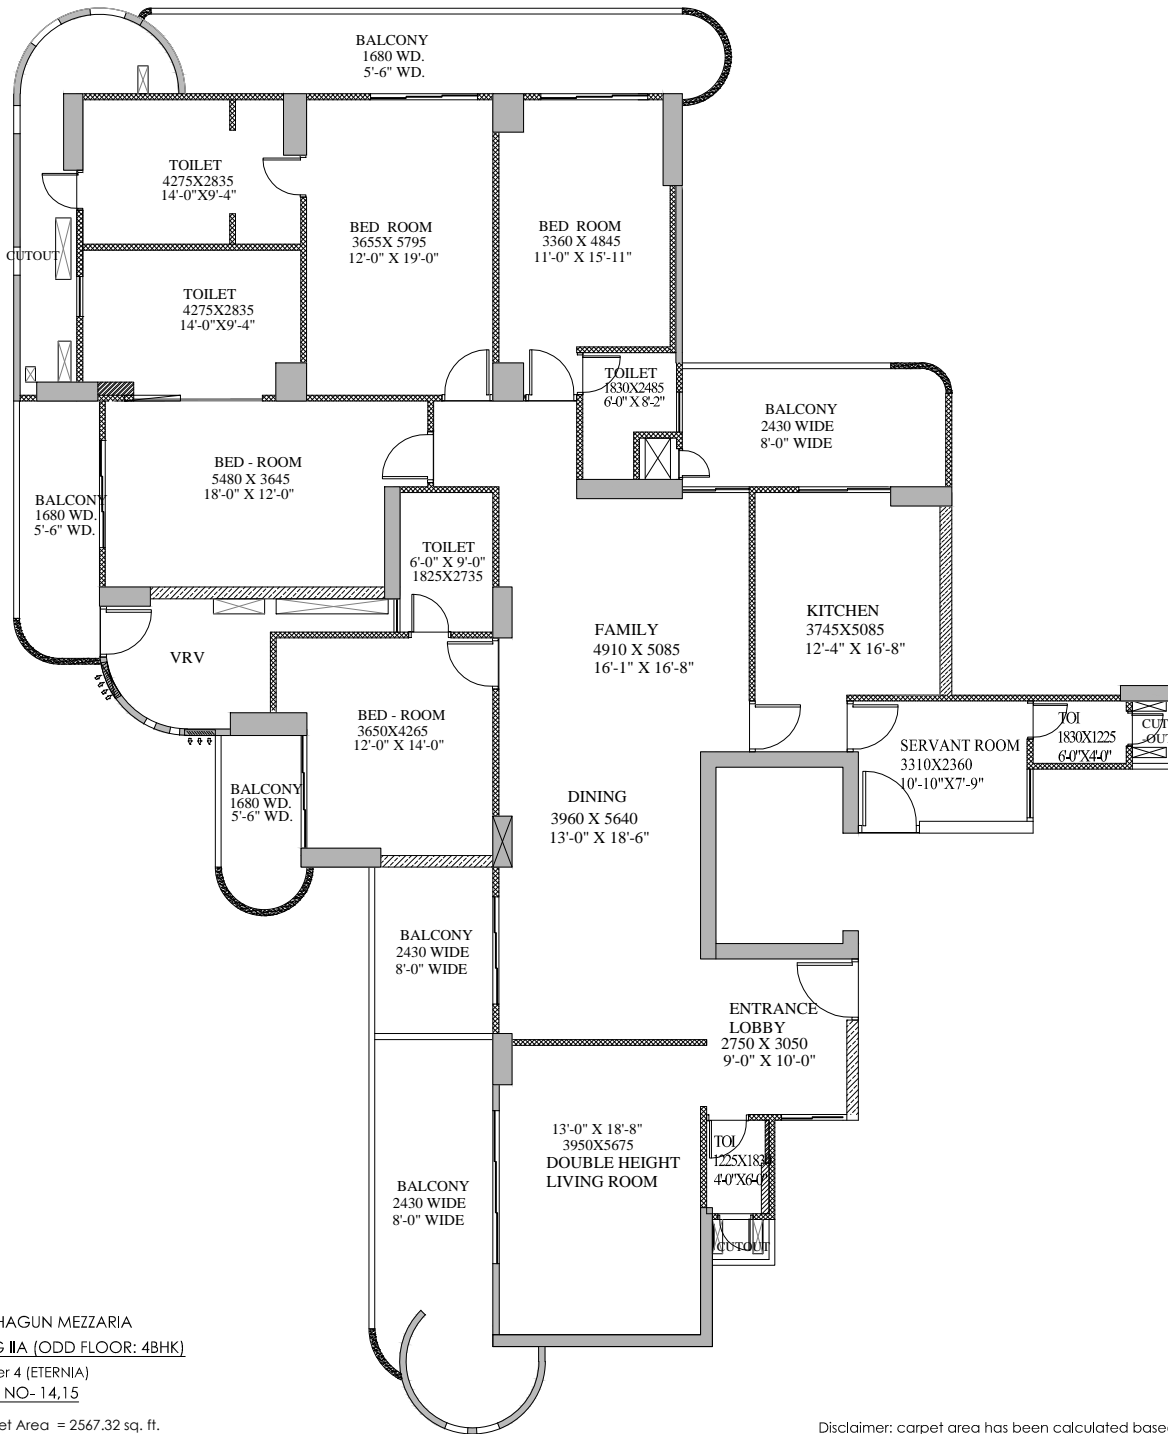 BALCONY
1680 WD.
5'-6" WD.
TOILET
4275X2835
14'-0"X9'-4"
BED ROOM
3655X 5795
12'-0" X 19'-0"
BED ROOM
3360 X 4845
11'-0" X 15'-11"
CUTOUT
TOILET
4275X2835
14'-0"X9'-4"
TOILET
1830X2485
6'-0" X 8'-2"
BALCONY
2430 WIDE
8'-0" WIDE
BED - ROOM
5480 X 3645
18'-0" X 12'-0"
BALCONY
1680 WD.
5'-6" WD.
TOILET
6'-0" X 9'-0"
1825X2735
FAMILY
4910 X 5085
16'-1" X 16'-8"
KITCHEN
3745X5085
12'-4" X 16'-8"
VRV
BED - ROOM
3650X4265
12'-0" X 14'-0"
SERVANT ROOM
3310X2360
10'-10"X7'-9"
TOI
1830X1225
6'-0"X4'-0"
CUT
-OUT
BALCONY
1680 WD.
5'-6" WD.
DINING
3960 X 5640
13'-0" X 18'-6"
BALCONY
2430 WIDE
8'-0" WIDE
ENTRANCE
LOBBY
2750 X 3050
9'-0" X 10'-0"
13'-0" X 18'-8"
3950X5675
DOUBLE HEIGHT
LIVING ROOM
TOI
4'-0"X6'-0"
CUTOUT
BALCONY
2430 WIDE
8'-0" WIDE
HAGUN MEZZARIA
G IIA (ODD FLOOR: 4BHK)
er 4 (ETERNIA)
NO- 14,15
et Area = 2567.32 sq. ft.
Disclaimer: carpet area has been calculated based